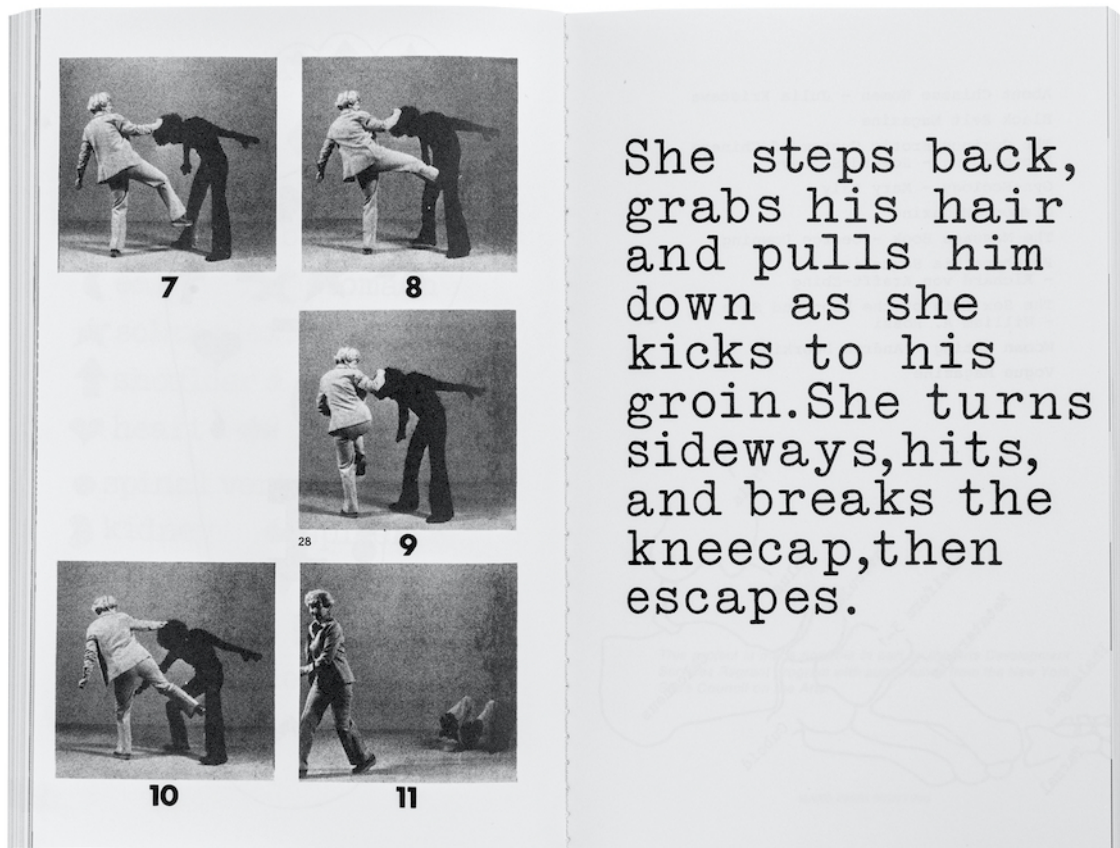 7
8
28
9
10
11
She steps back,
grabs his hair
and pulls him
down as she
kicks to his
groin.She turns
sideways,hits,
and breaks the
kneecap,then
escapes.